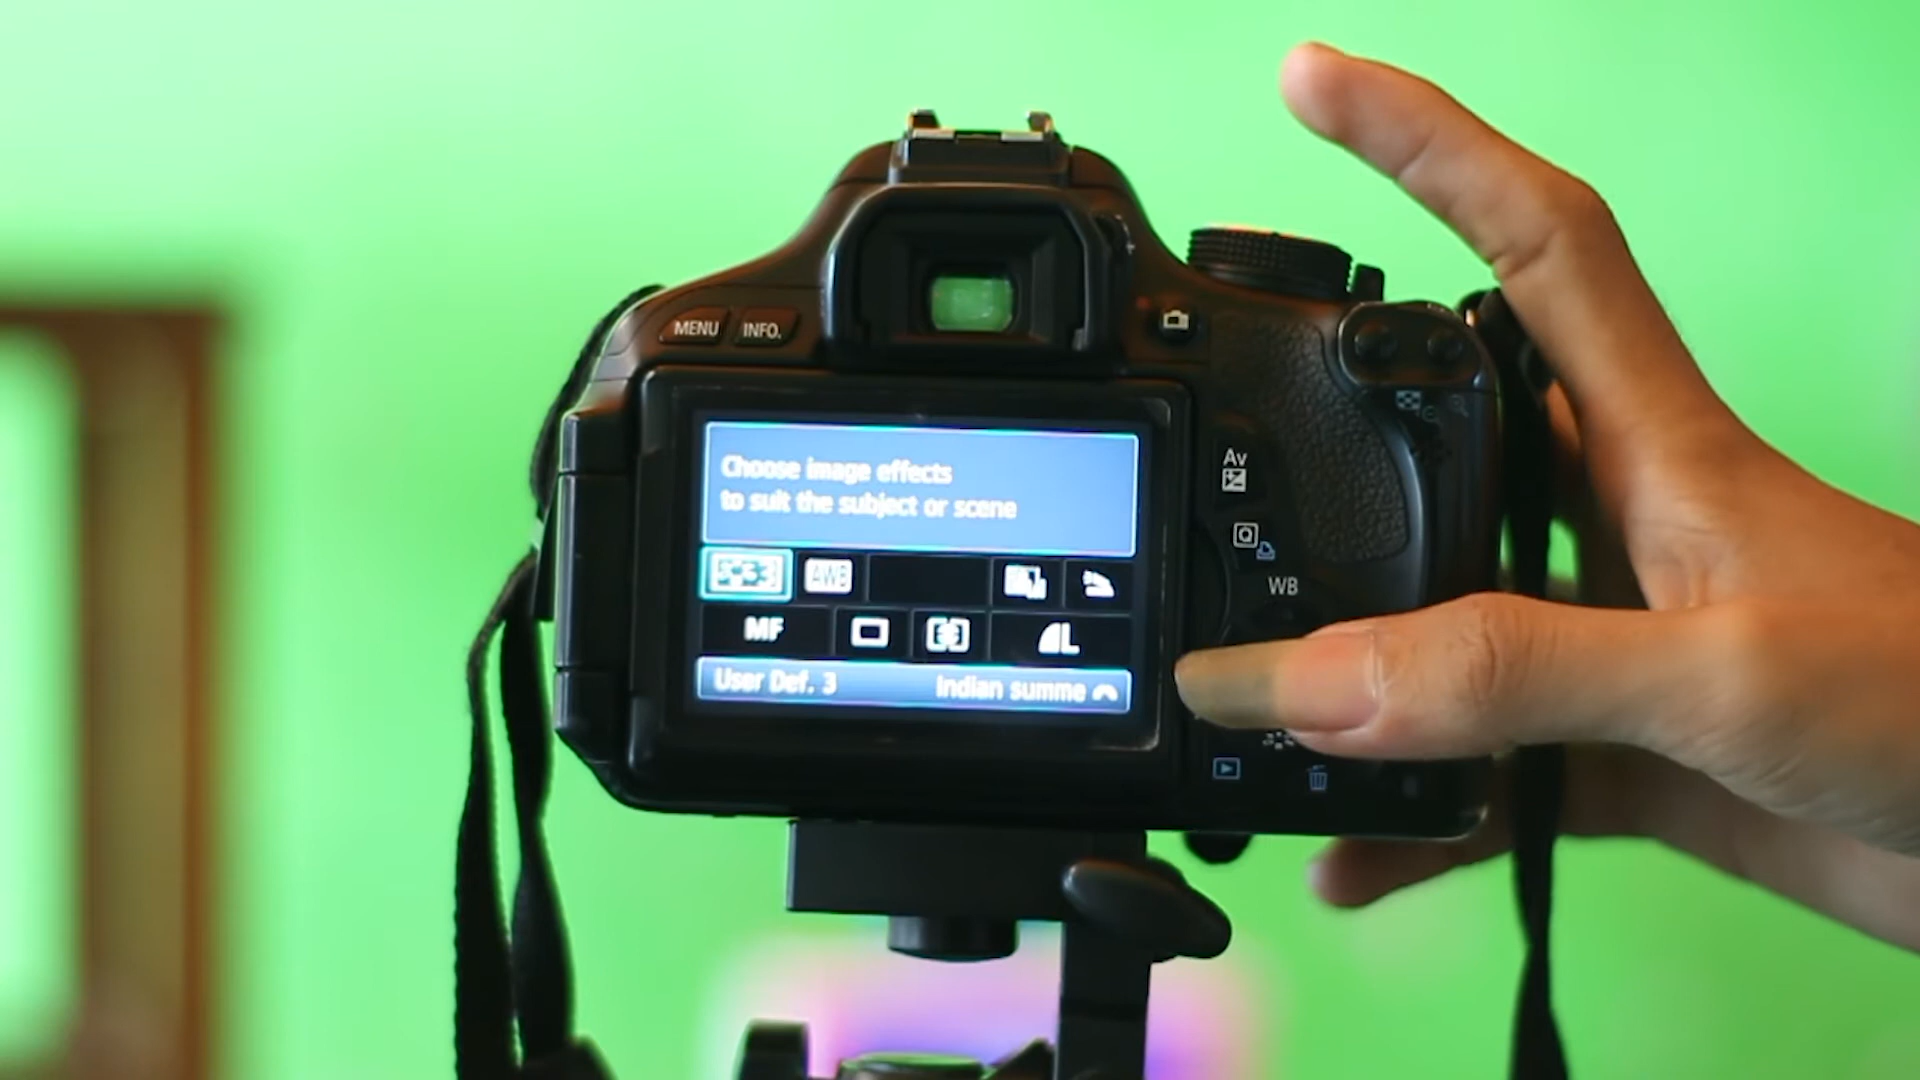 MENU INFO.
Choose image effects
to suit the subject or scene
AWB
MF
L
User Def. 3 Indian summe
Av
Q
WB